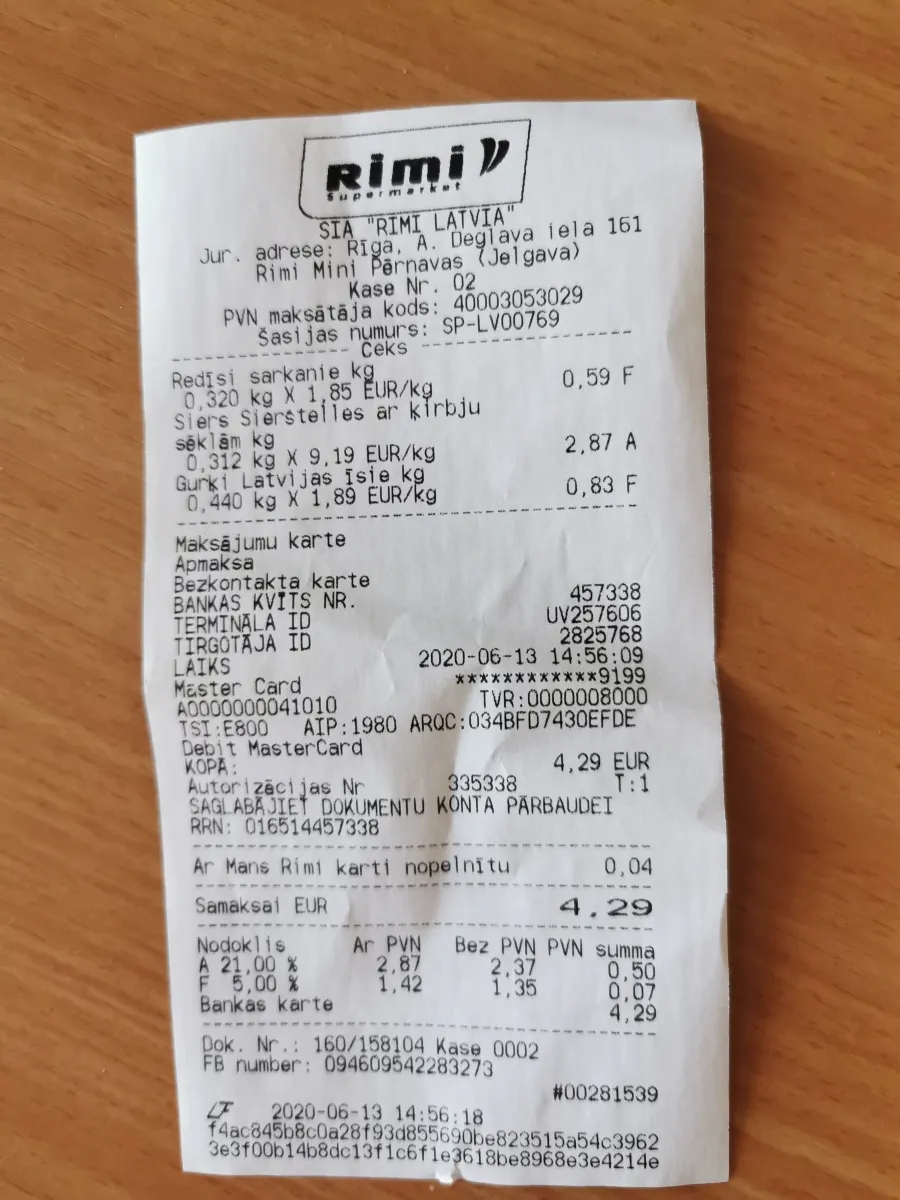 Rimi
Supermarket
SIA "RIMI LATVIA"
Jur. adrese: Rīga, A. Deglava iela 161
Rimi Mini Pērnavas (Jelgava)
Kase Nr. 02
PVN maksātāja kods: 40003053029
Šasijas numurs: SP-LV00769
Čeks
Redīsi sarkanie kg
0,320 kg X 1,85 EUR/kg 0,59 F
Siers Sierštelles ar ķirbju
sēklām kg
0,312 kg X 9,19 EUR/kg 2,87 A
Gurķi Latvijas īsie kg
0,440 kg X 1,89 EUR/kg 0,83 F
Maksājumu karte
Apmaksa
Bezkontakta karte
BANKAS KVĪTS NR. 457338
TERMINĀLA ID UV257606
TIRGOTĀJA ID 2825768
LAIKS 2020-06-13 14:56:09
Master Card ************9199
A0000000041010 TVR:0000008000
TSI:E800 AIP:1980 ARQC:034BFD7430EFDE
Debit MasterCard
KOPĀ: 4,29 EUR
Autorizācijas Nr 335338 T:1
SAGLABĀJIET DOKUMENTU KONTA PĀRBAUDEI
RRN: 016514457338
Ar Mans Rimi karti nopelnītu 0,04
Samaksai EUR 4,29
Nodoklis Ar PVN Bez PVN PVN summa
A 21,00 % 2,87 2,37 0,50
F 5,00 % 1,42 1,35 0,07
Bankas karte 4,29
Dok. Nr.: 160/158104 Kase 0002
FB number: 094609542283273
#00281539
LF 2020-06-13 14:56:18
f4ac845b8c0a28f93d855690be823515a54c3962
3e3f00b14b8dc13f1c6f1e3618be8968e3e4214e